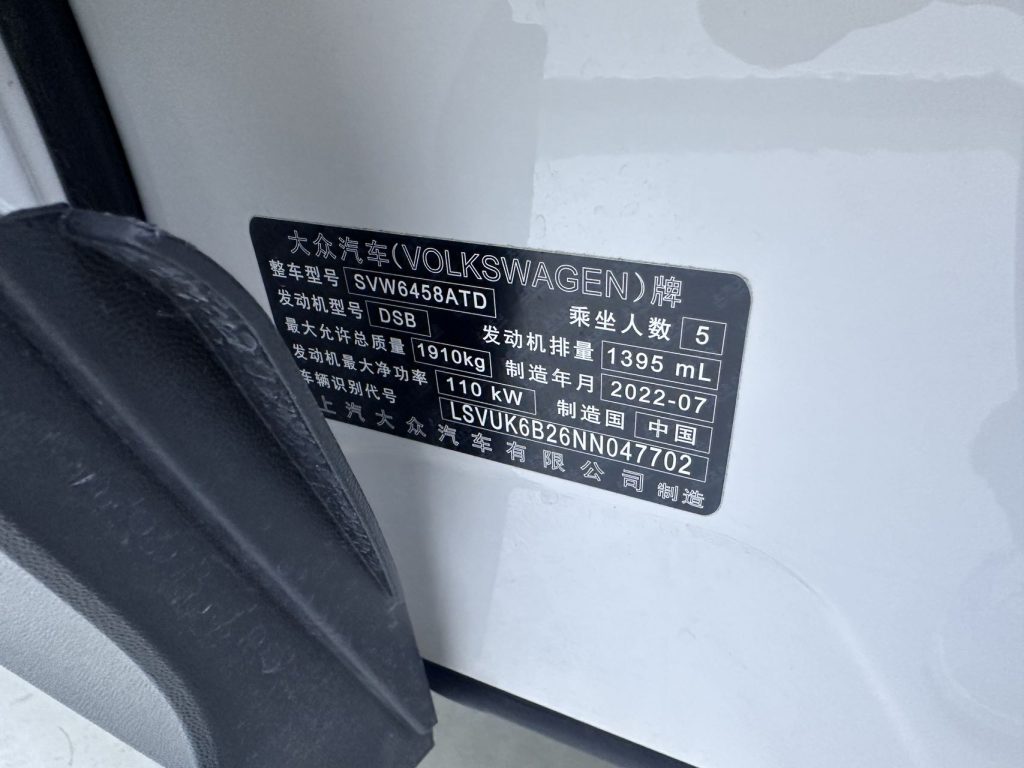 大众汽车(VOLKSWAGEN)牌
整车型号 SVW6458ATD 乘坐人数 5
发动机型号 DSB 发动机排量 1395 mL
最大允许总质量 1910kg 制造年月 2022-07
发动机最大净功率 110 kW 制造国 中国
车辆识别代号 LSVUK6B26NN047702
上汽大众汽车有限公司 制造